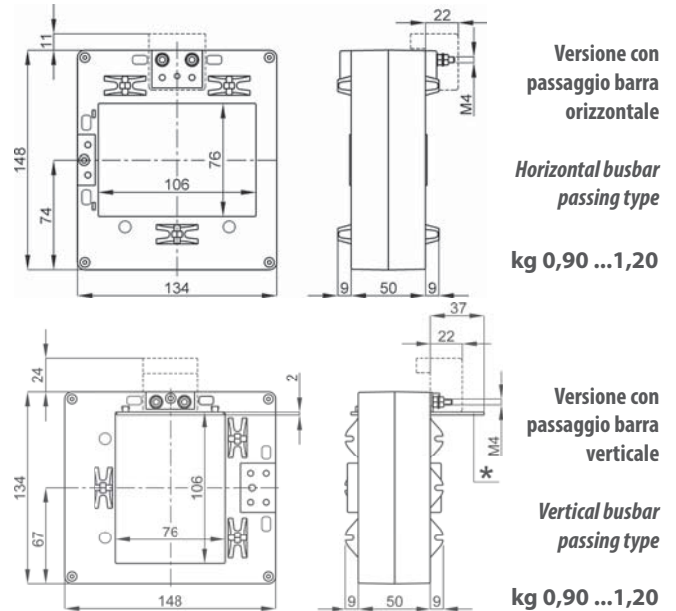 11
22
148
74
76
106
134
M4
9
50
9
Versione con
passaggio barra
orizzontale
Horizontal busbar
passing type
kg 0,90 ...1,20
24
2
134
67
106
76
148
37
22
M4
*
9
50
9
Versione con
passaggio barra
verticale
Vertical busbar
passing type
kg 0,90 ...1,20